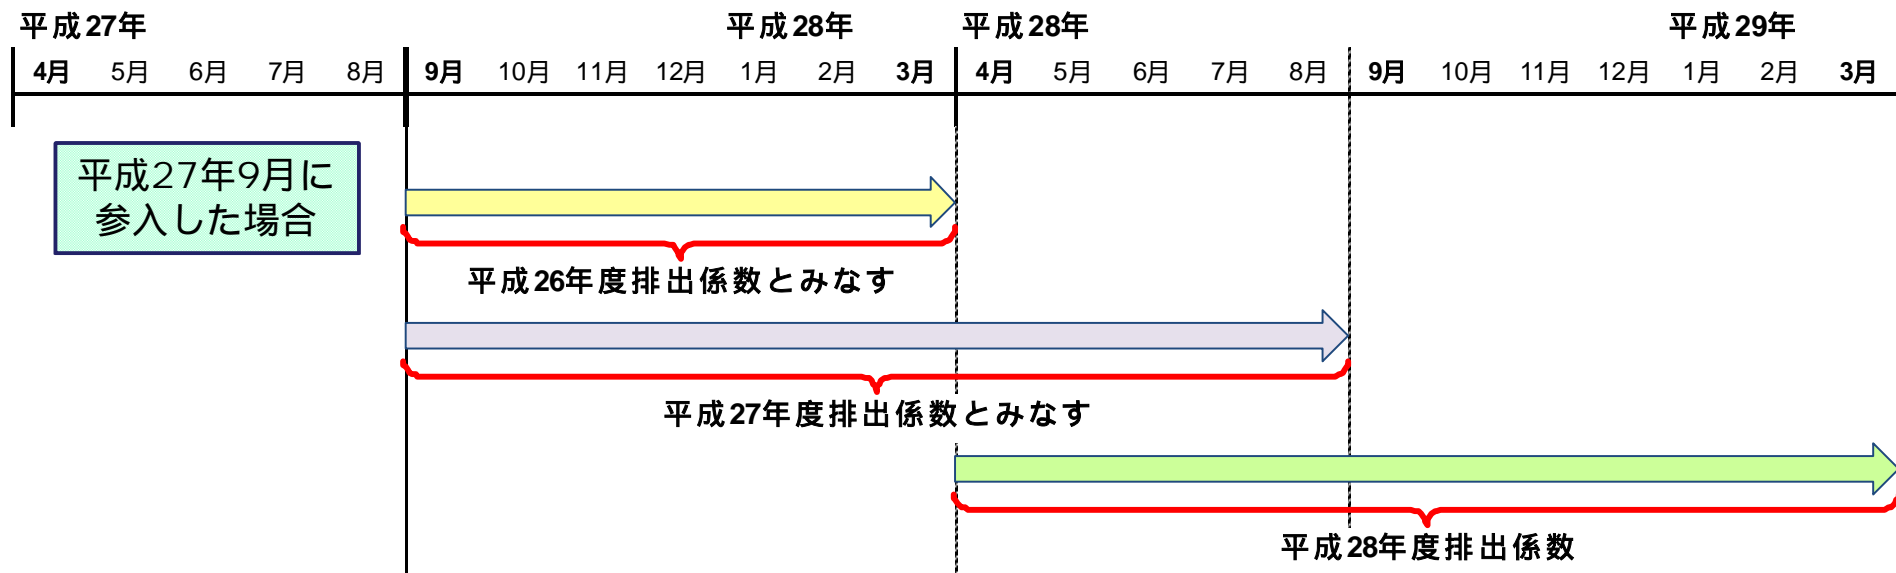 平成27年 平成28年 平成28年 平成29年
4月 5月 6月 7月 8月 9月 10月 11月 12月 1月 2月 3月 4月 5月 6月 7月 8月 9月 10月 11月 12月 1月 2月 3月
平成27年9月に
参入した場合
平成26年度排出係数とみなす
平成27年度排出係数とみなす
平成28年度排出係数